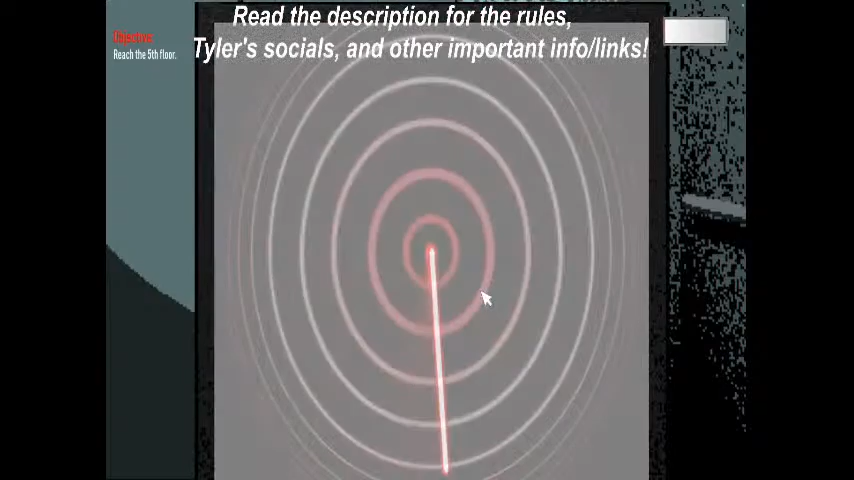 Read the description for the rules,
Tyler's socials, and other important info/links!
Objective:
Reach the 5th floor.